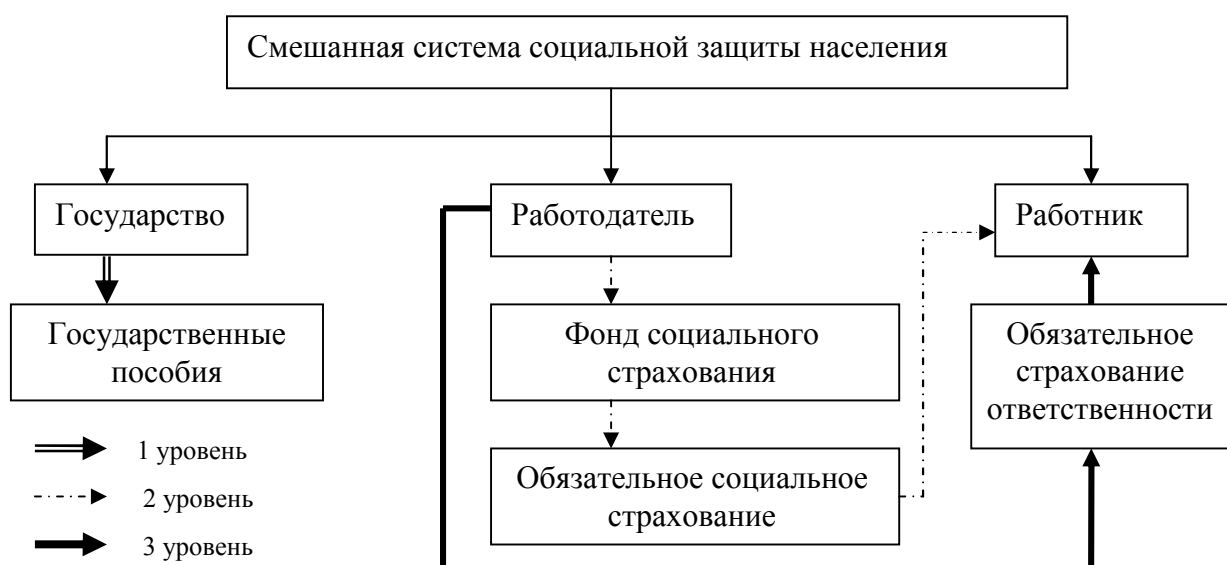 Смешанная система социальной защиты населения
Государство
Работодатель
Работник
Государственные
пособия
Фонд социального
страхования
Обязательное
страхование
ответственности
Обязательное социальное
страхование
1 уровень
2 уровень
3 уровень